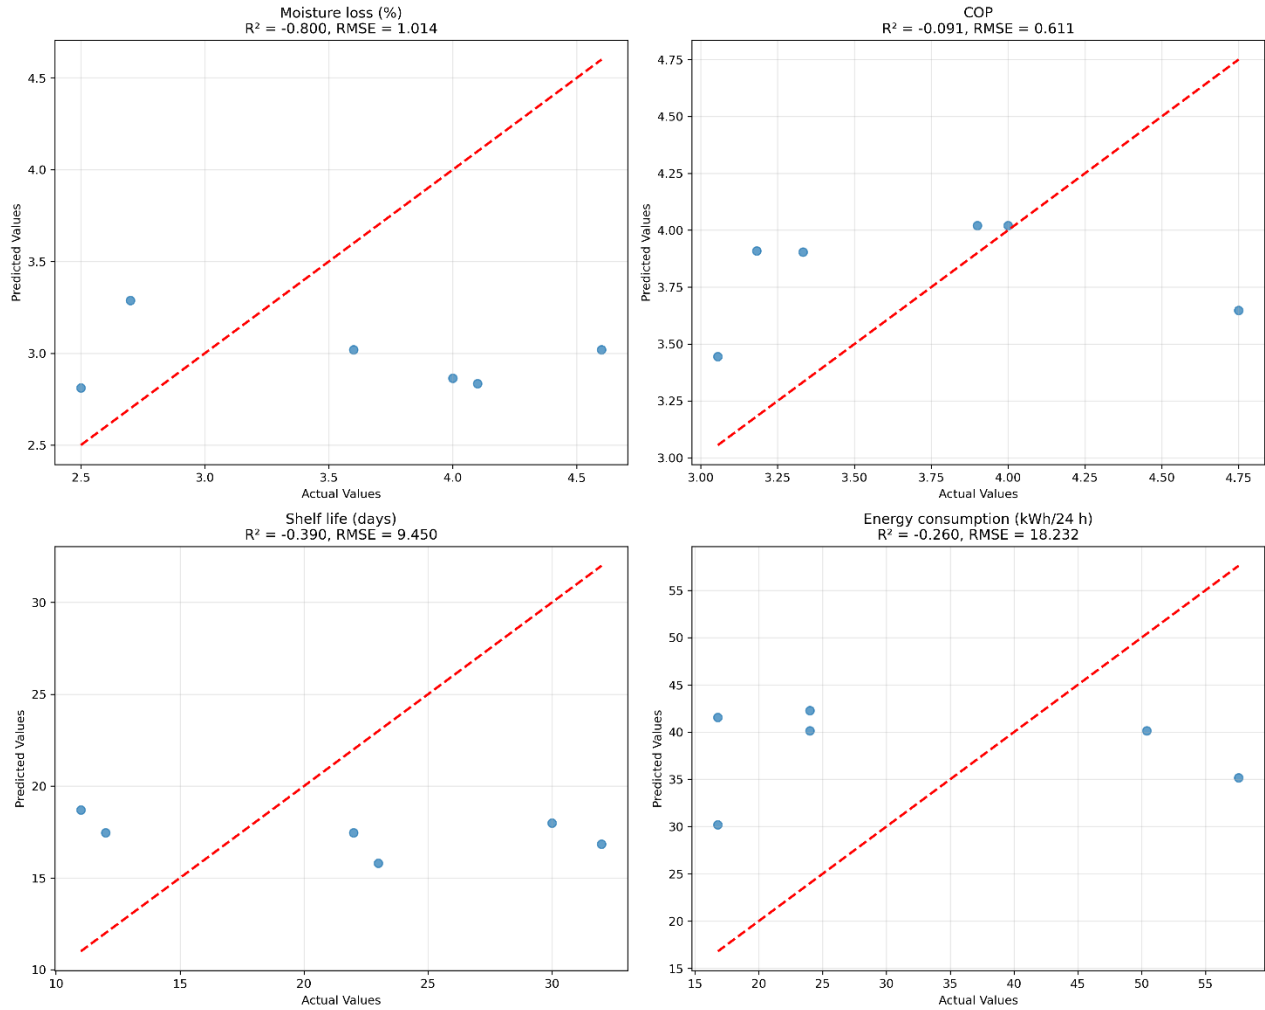 Moisture loss (%)
R² = -0.800, RMSE = 1.014
4.5
4.0
3.5
3.0
2.5
Predicted Values
2.5 3.0 3.5 4.0 4.5
Actual Values
COP
R² = -0.091, RMSE = 0.611
4.75
4.50
4.25
4.00
3.75
3.50
3.25
3.00
Predicted Values
3.00 3.25 3.50 3.75 4.00 4.25 4.50 4.75
Actual Values
Shelf life (days)
R² = -0.390, RMSE = 9.450
30
25
20
15
10
Predicted Values
10 15 20 25 30
Actual Values
Energy consumption (kWh/24 h)
R² = -0.260, RMSE = 18.232
55
50
45
40
35
30
25
20
15
Predicted Values
15 20 25 30 35 40 45 50 55
Actual Values